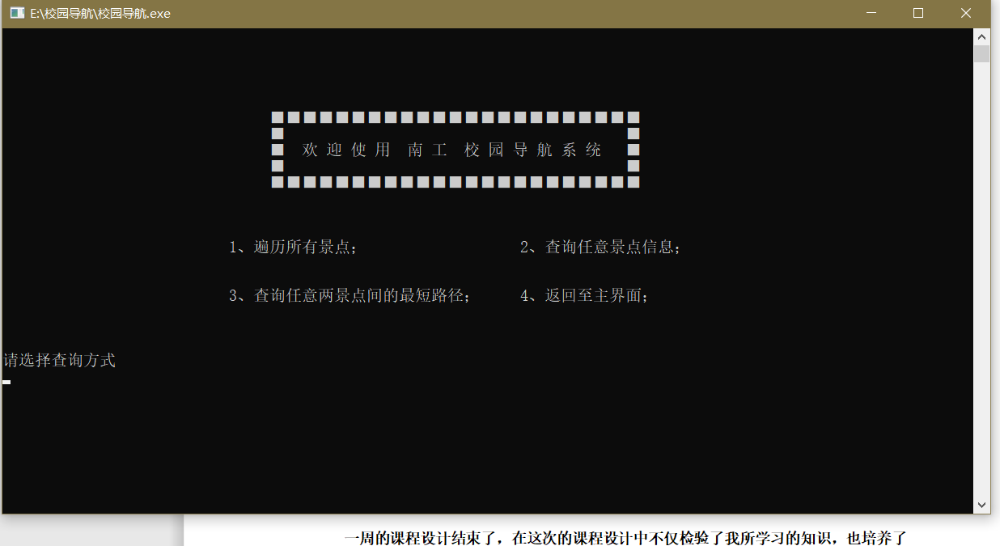 E:\校园导航\校园导航.exe
欢 迎 使 用 南 工 校 园 导 航 系 统
1、遍历所有景点; 2、查询任意景点信息;
3、查询任意两景点间的最短路径; 4、返回至主界面;
请选择查询方式
一周的课程设计结束了，在这次的课程设计中不仅检验了我所学习的知识，也培养了